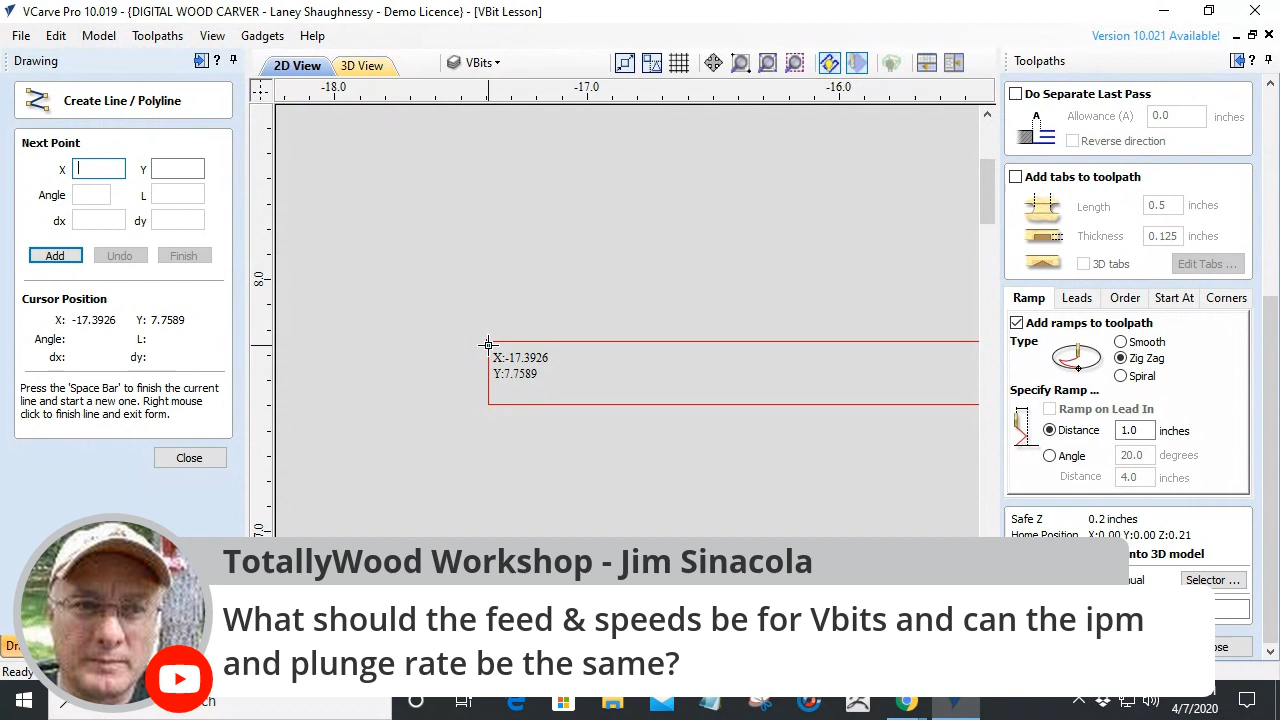 VCarve Pro 10.019 - {DIGITAL WOOD CARVER - Laney Shaughnessy - Demo Licence} - [VBit Lesson]
File Edit Model Toolpaths View Gadgets Help
Version 10.021 Available!
Drawing
Create Line / Polyline
Next Point
X Y
Angle L
dx dy
Add Undo Finish
Cursor Position
X: -17.3926 Y: 7.7589
Angle: L:
dx: dy:
Press the 'Space Bar' to finish the current
line and start a new one. Right mouse
click to finish line and exit form.
Close
2D View 3D View VBits
-18.0 -17.0 -16.0
8.0
7.0
X:-17.3926
Y:7.7589
Toolpaths
Do Separate Last Pass
A Allowance (A) 0.0 inches
Reverse direction
Add tabs to toolpath
Length 0.5 inches
Thickness 0.125 inches
3D tabs Edit Tabs ...
Ramp Leads Order Start At Corners
Add ramps to toolpath
Type Smooth
Zig Zag
Spiral
Specify Ramp ...
Ramp on Lead In
Distance 1.0 inches
Angle 20.0 degrees
Distance 4.0 inches
Safe Z 0.2 inches
Home Position X:0.00 Y:0.00 Z:0.21
onto 3D model
Selector ...
TotallyWood Workshop - Jim Sinacola
What should the feed & speeds be for Vbits and can the ipm
and plunge rate be the same?
Ready
4/7/2020